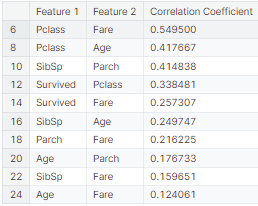 Feature 1 Feature 2 Correlation Coefficient
6 Pclass Fare 0.549500
8 Pclass Age 0.417667
10 SibSp Parch 0.414838
12 Survived Pclass 0.338481
14 Survived Fare 0.257307
16 SibSp Age 0.249747
18 Parch Fare 0.216225
20 Age Parch 0.176733
22 SibSp Fare 0.159651
24 Age Fare 0.124061